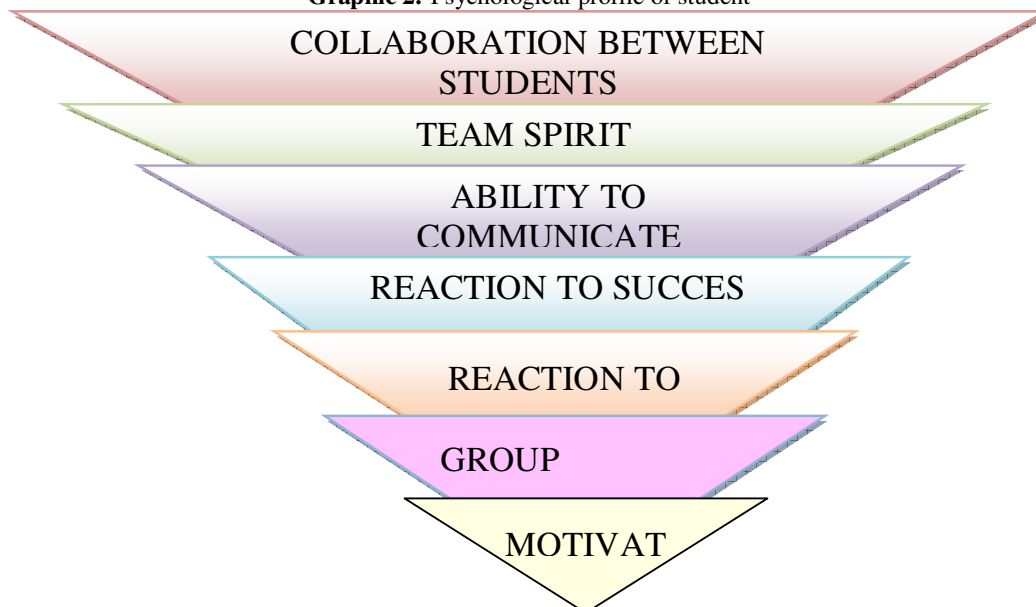 Graphic 2. Psychological profile of student
COLLABORATION BETWEEN
STUDENTS
TEAM SPIRIT
ABILITY TO
COMMUNICATE
REACTION TO SUCCES
REACTION TO
GROUP
MOTIVAT